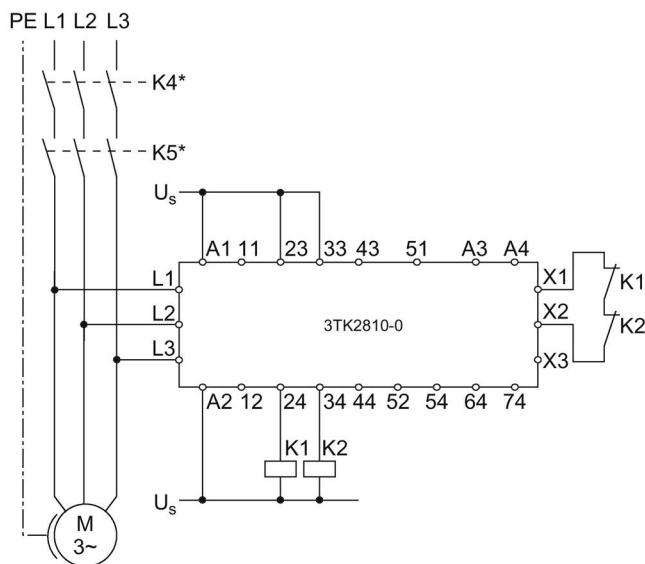 PE L1 L2 L3
K4*
K5*
Us
A1 11 23 33 43 51 A3 A4
L1
X1
K1
L2
3TK2810-0
X2
K2
L3
X3
A2 12 24 34 44 52 54 64 74
K1 K2
Us
M
3~